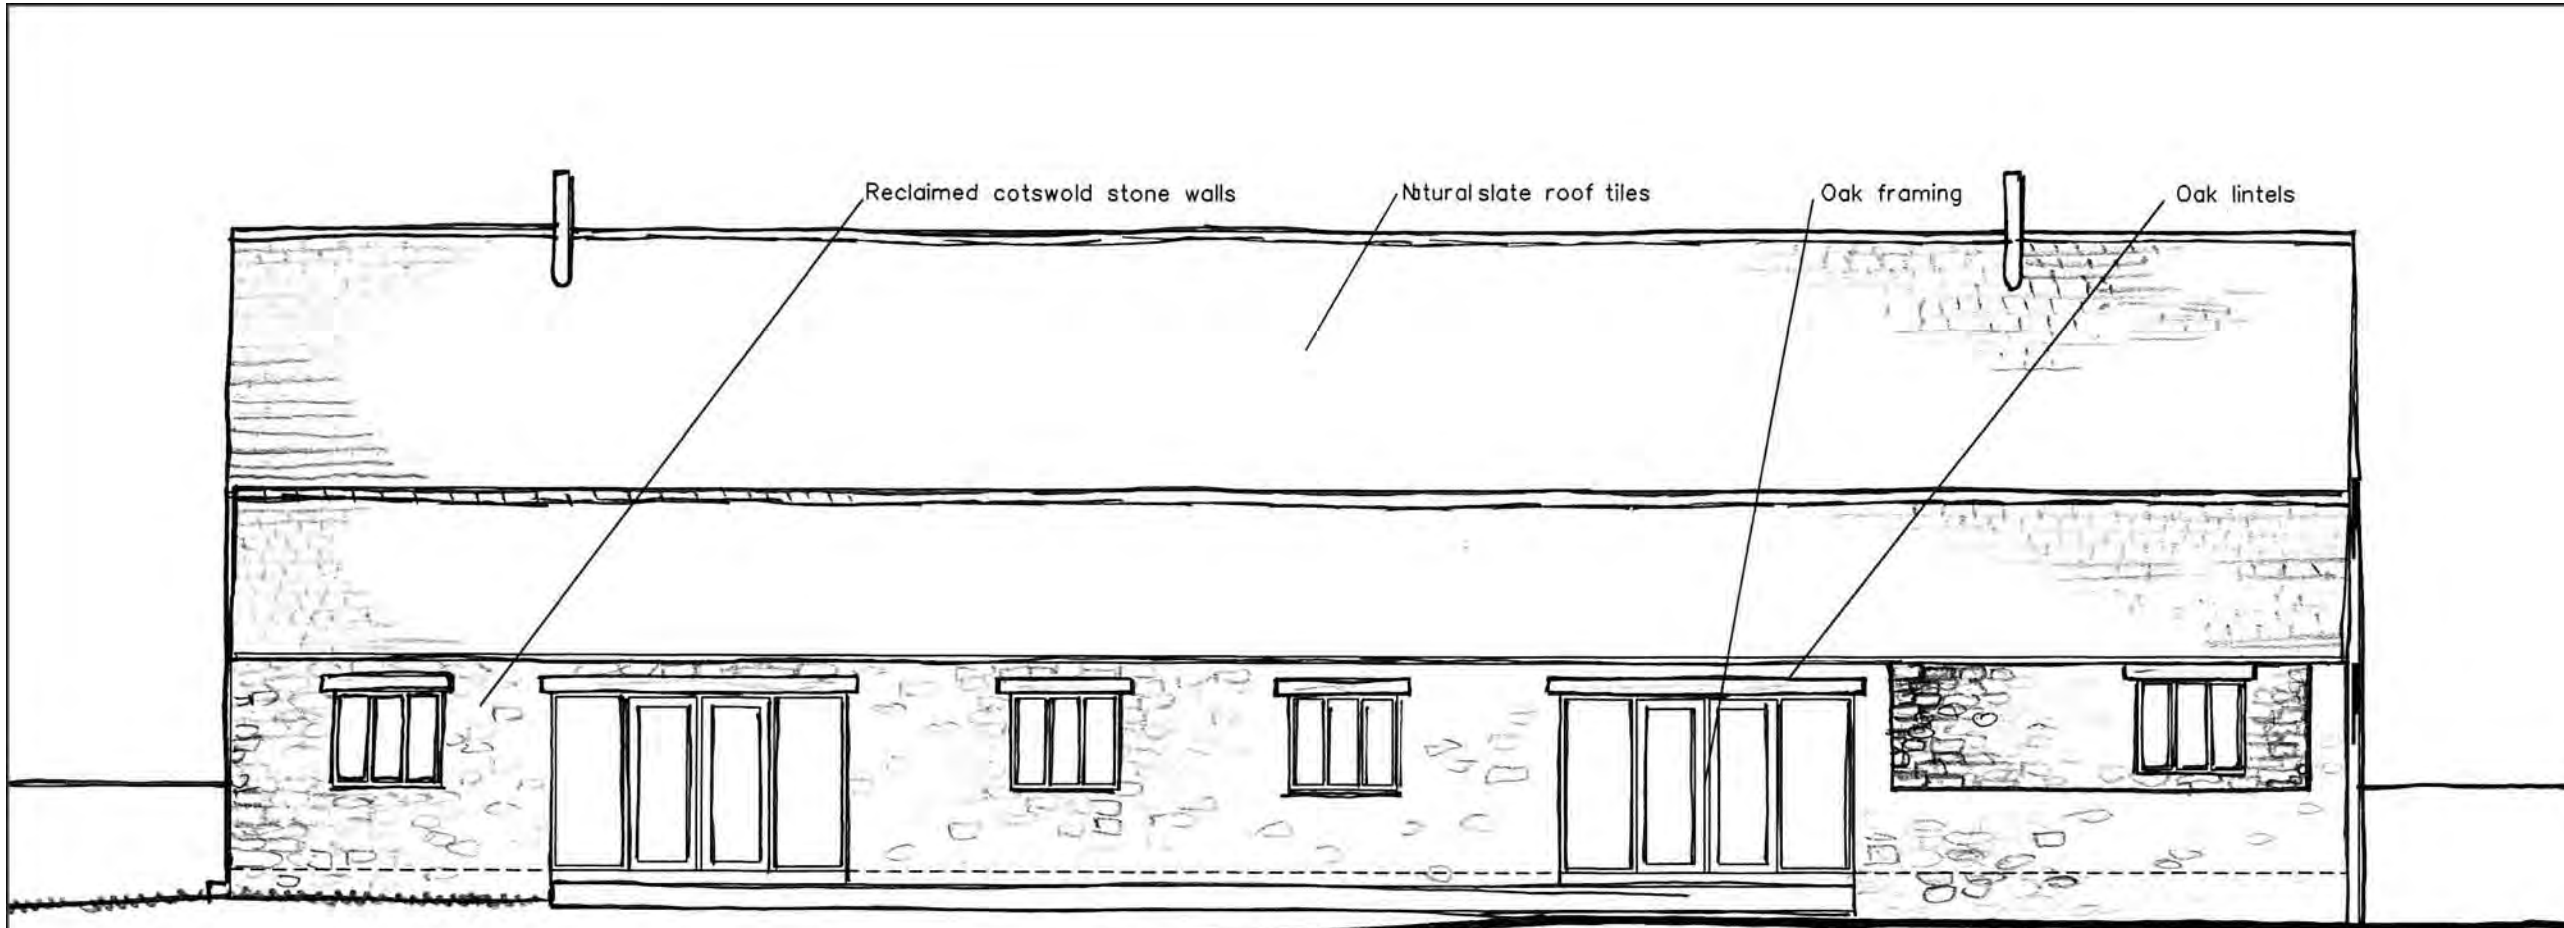 Reclaimed cotswold stone walls
Natural slate roof tiles
Oak framing
Oak lintels